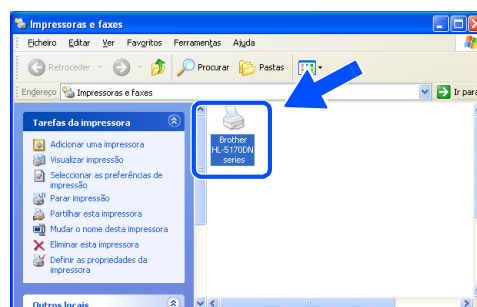 Impressoras e faxes
Ficheiro Editar Ver Favoritos Ferramentas Ajuda
Retroceder Procurar Pastas
Endereço Impressoras e faxes Ir para
Tarefas da impressora
Adicionar uma impressora
Visualizar impressão
Seleccionar as preferências de
impressão
Parar impressão
Partilhar esta impressora
Mudar o nome desta impressora
Eliminar esta impressora
Definir as propriedades da
impressora
Outros locais
Brother
HL-5170DN
series